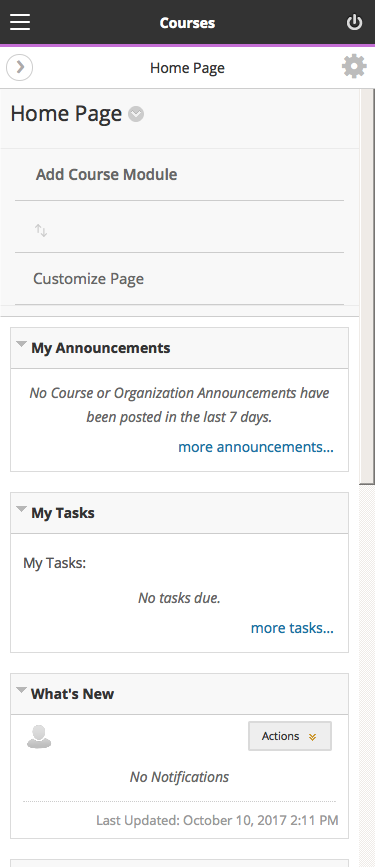 Courses
Home Page
Home Page
Add Course Module
Customize Page
My Announcements
No Course or Organization Announcements have
been posted in the last 7 days.
more announcements...
My Tasks
My Tasks:
No tasks due.
more tasks...
What's New
Actions
No Notifications
Last Updated: October 10, 2017 2:11 PM